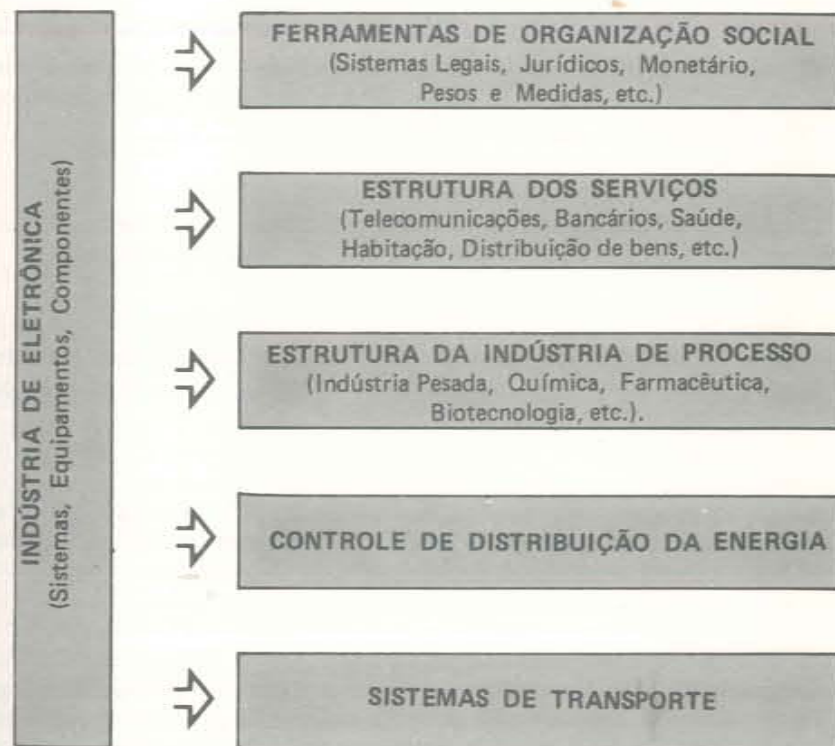 INDÚSTRIA DE ELETRÔNICA
(Sistemas, Equipamentos, Componentes)
FERRAMENTAS DE ORGANIZAÇÃO SOCIAL
(Sistemas Legais, Jurídicos, Monetário,
Pesos e Medidas, etc.)
ESTRUTURA DOS SERVIÇOS
(Telecomunicações, Bancários, Saúde,
Habitação, Distribuição de bens, etc.)
ESTRUTURA DA INDÚSTRIA DE PROCESSO
(Indústria Pesada, Química, Farmacêutica,
Biotecnologia, etc.).
CONTROLE DE DISTRIBUIÇÃO DA ENERGIA
SISTEMAS DE TRANSPORTE